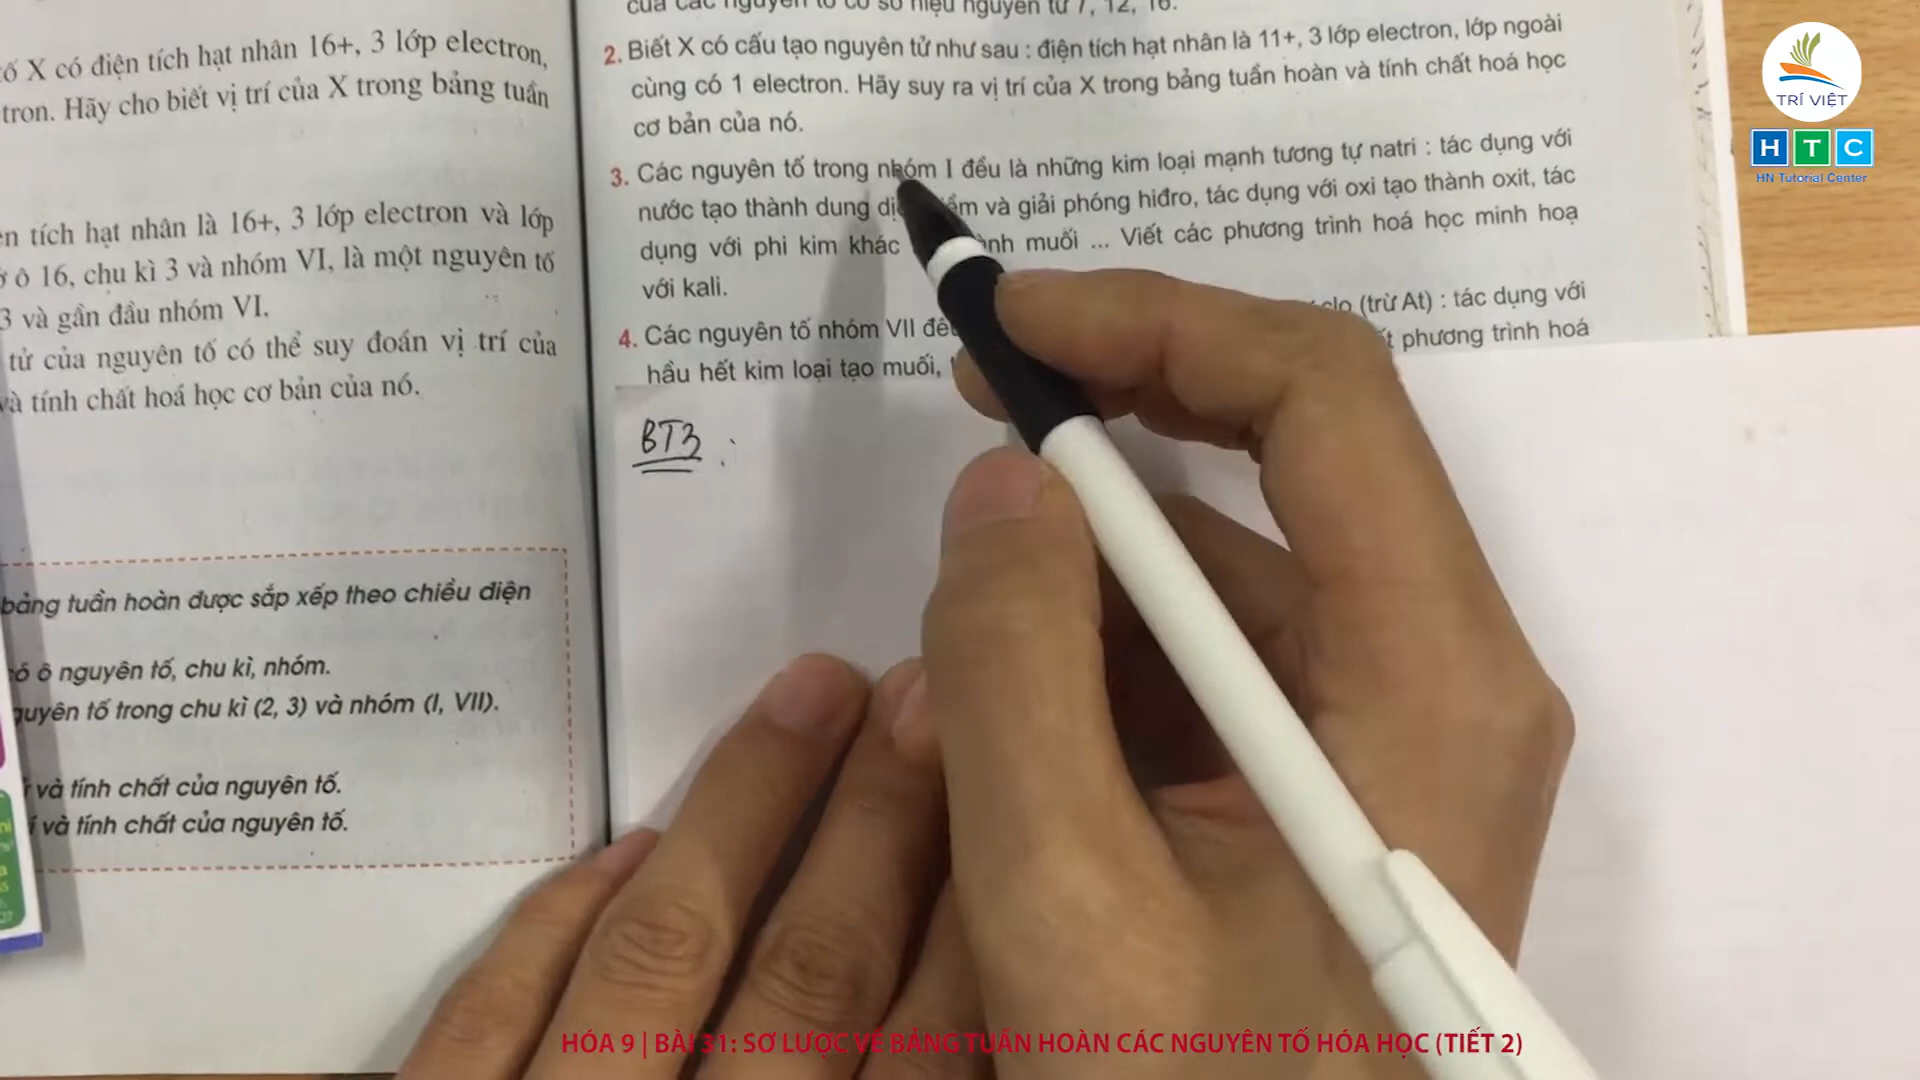 ố X có điện tích hạt nhân 16+, 3 lớp electron,
tron. Hãy cho biết vị trí của X trong bảng tuần
tích hạt nhân là 16+, 3 lớp electron và lớp
ở ô 16, chu kì 3 và nhóm VI, là một nguyên tố
3 và gần đầu nhóm VI.
tử của nguyên tố có thể suy đoán vị trí của
và tính chất hoá học cơ bản của nó.
bảng tuần hoàn được sắp xếp theo chiều điện
có ô nguyên tố, chu kì, nhóm.
nguyên tố trong chu kì (2, 3) và nhóm (I, VII).
và tính chất của nguyên tố.
và tính chất của nguyên tố.
của các nguyên tố có số hiệu nguyên tử 7, 12, 16.
2. Biết X có cấu tạo nguyên tử như sau : điện tích hạt nhân là 11+, 3 lớp electron, lớp ngoài
cùng có 1 electron. Hãy suy ra vị trí của X trong bảng tuần hoàn và tính chất hoá học
cơ bản của nó.
3. Các nguyên tố trong nhóm I đều là những kim loại mạnh tương tự natri : tác dụng với
nước tạo thành dung và giải phóng hiđro, tác dụng với oxi tạo thành oxit, tác
dụng với phi kim khác muối ... Viết các phương trình hoá học minh hoạ
với kali.
4. Các nguyên tố nhóm VII clo (trừ At) : tác dụng với
hầu hết kim loại tạo muối, phương trình hoá
BT3 :
TRÍ VIỆT
HTC
HN Tutorial Center
HÓA 9 | BÀI 31: SƠ LƯỢC VỀ BẢNG TUẦN HOÀN CÁC NGUYÊN TỐ HÓA HỌC (TIẾT 2)